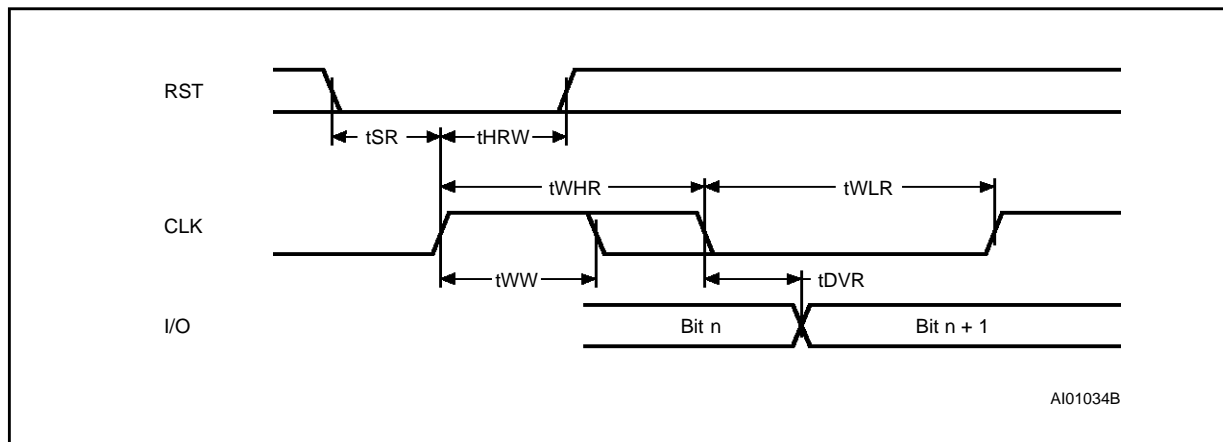 RST
tSR
tHRW
tWHR
tWLR
CLK
tWW
tDVR
I/O
Bit n
Bit n + 1
AI01034B